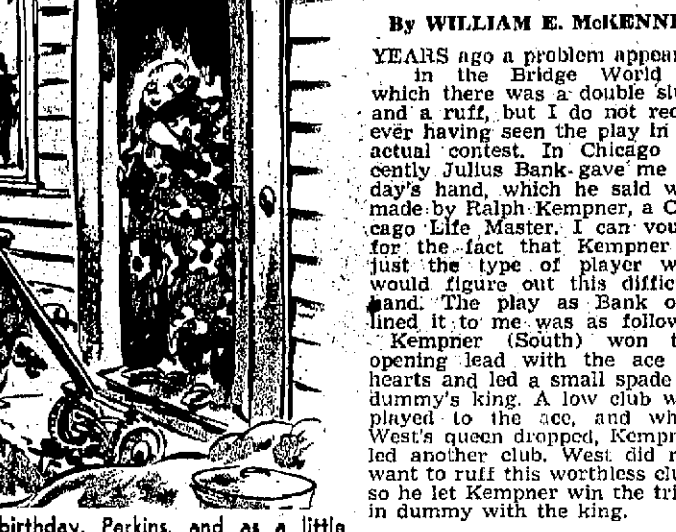 By WILLIAM E. McKENN
YEARS ago a problem appear
in the Bridge World
which there was a double
and a ruff, but I do not rec
ever having seen the play in
actual contest. In Chicago
cently Julius Bank gave me
day's hand, which he said w
made by Ralph Kempner, a C
cago Life Master. I can vou
for the fact that Kempner
just the type of player w
would figure out this diffic
hand. The play as Bank o
lined it to me was as follow
Kempner (South) won t
opening lead with the ace
hearts and led a small spade
dummy's king. A low club w
played to the ace, and wh
West's queen dropped, Kempn
led another club. West did n
want to ruff this worthless clu
so he let Kempner win the tri
in dummy with the king.
birthday, Perkins, and as a little